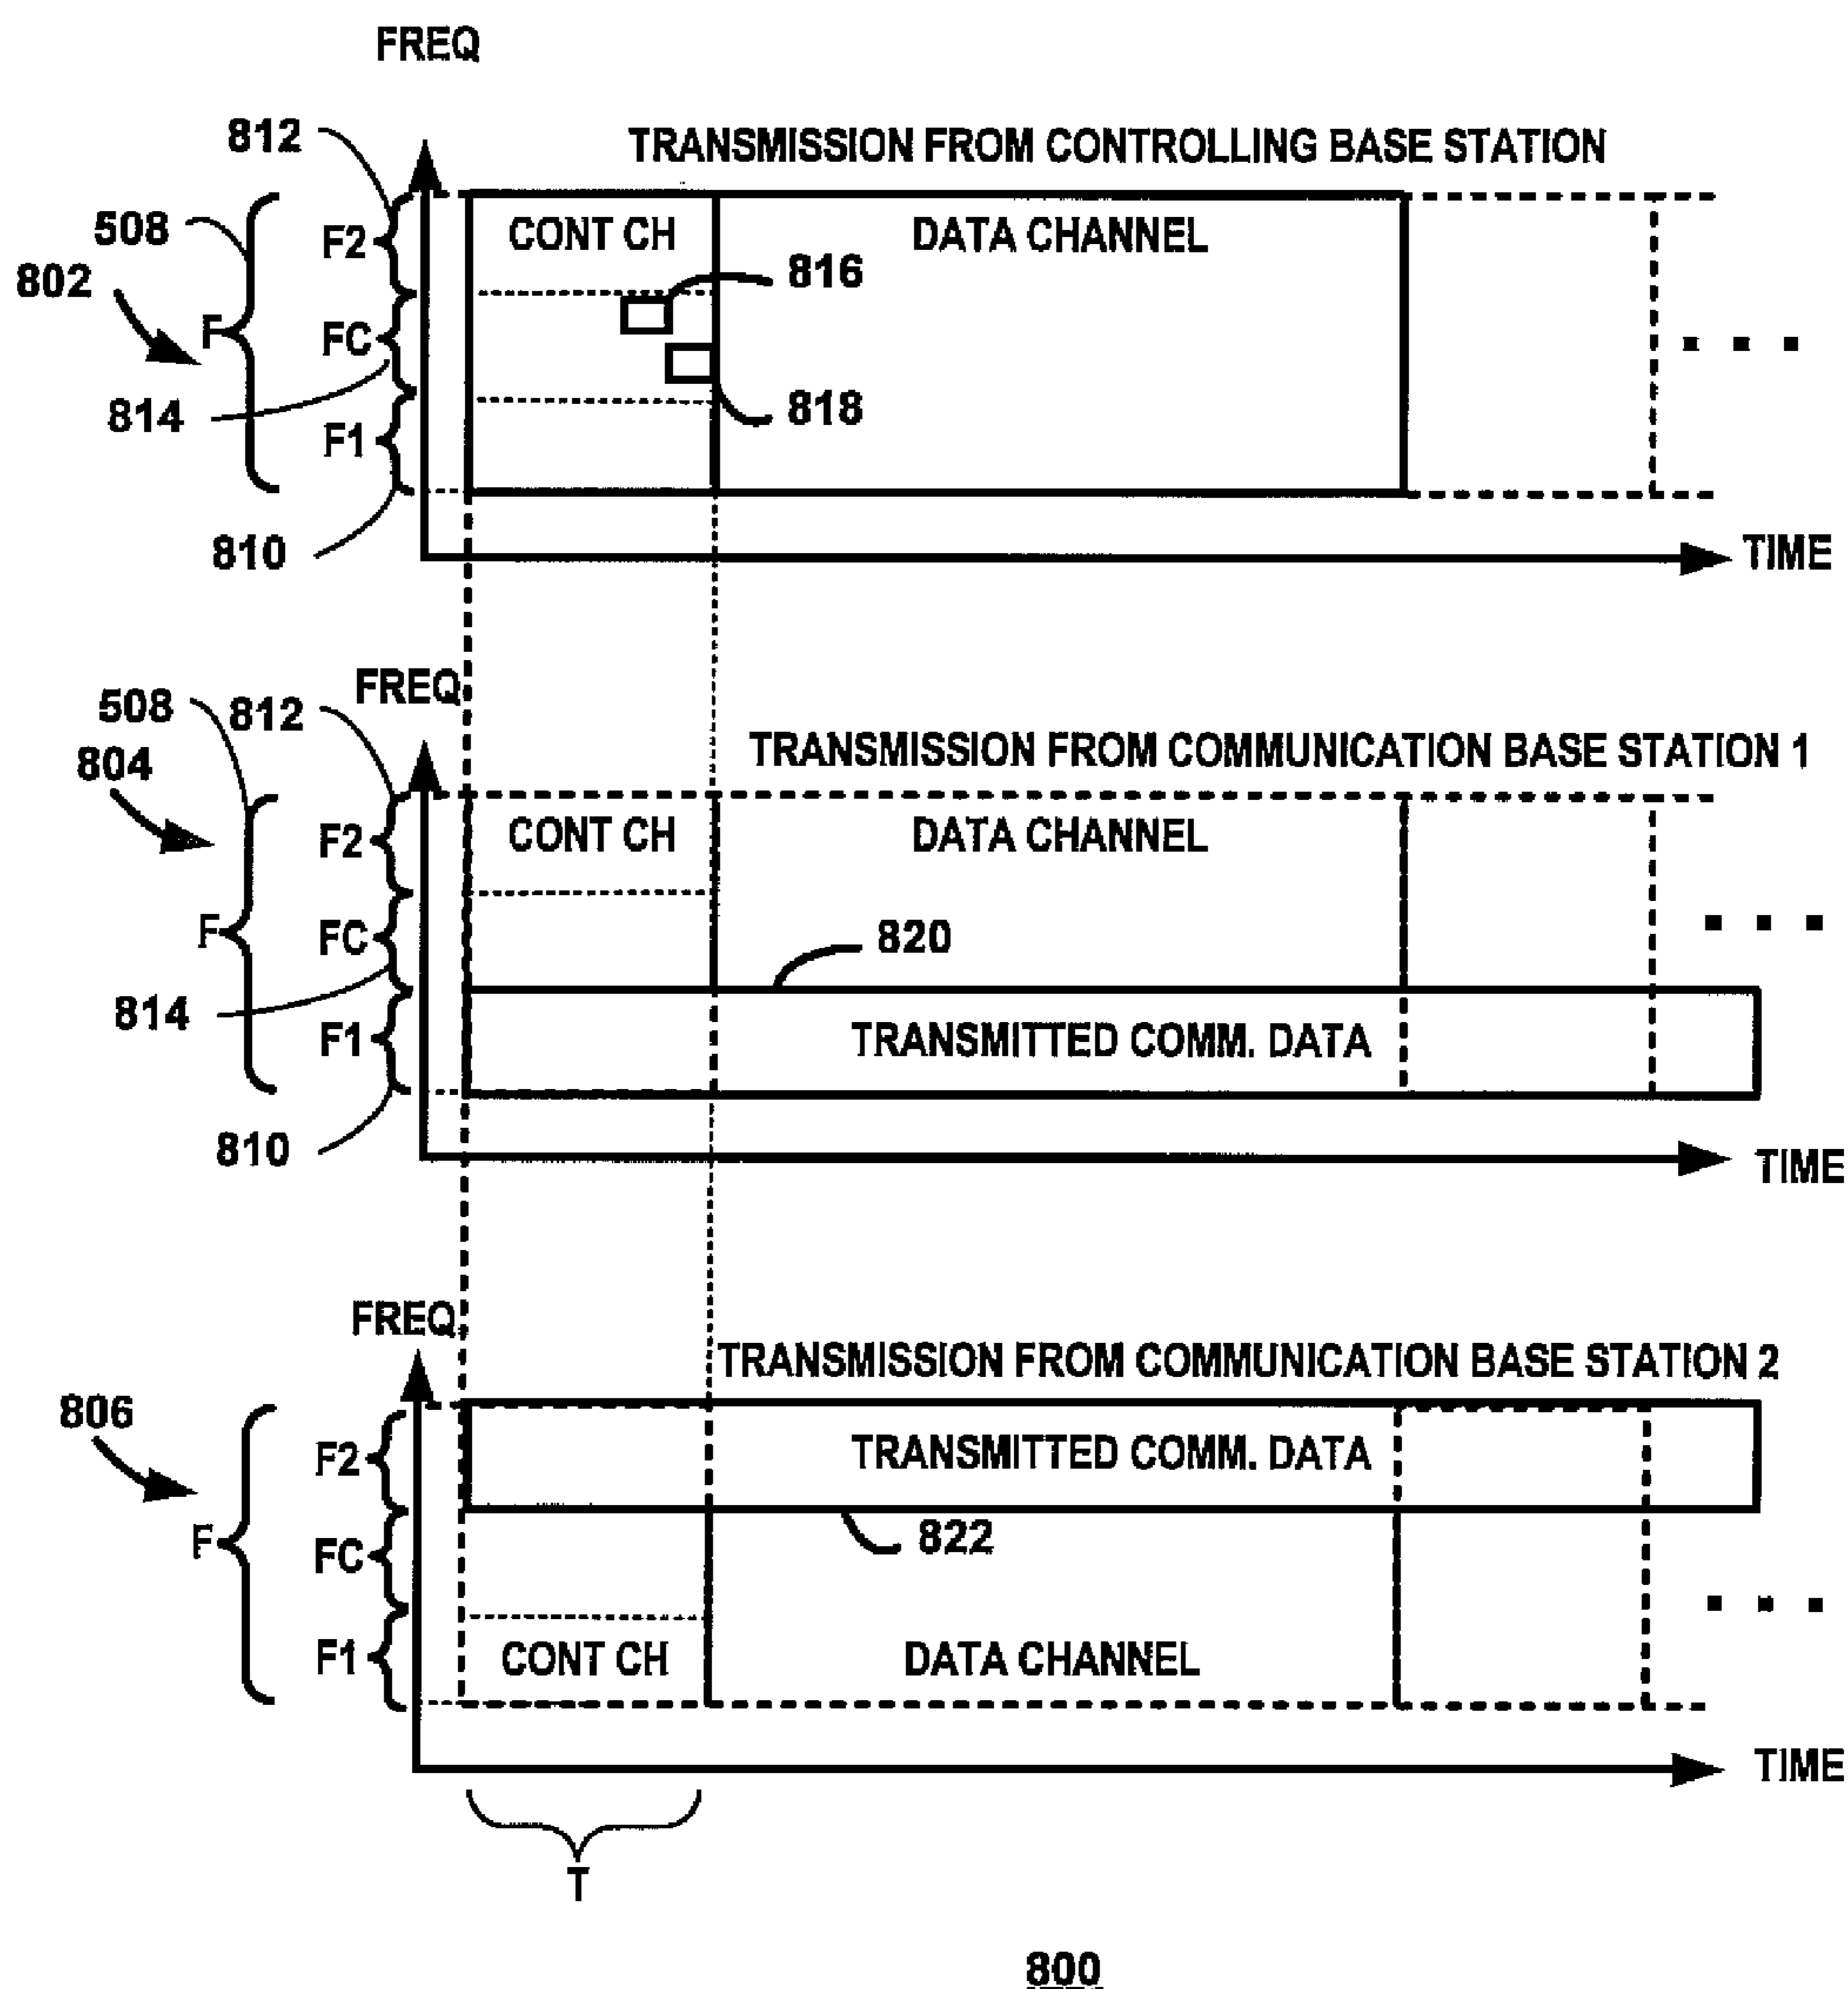 FREQ
812
TRANSMISSION FROM CONTROLLING BASE STATION
508
F2
CONT CH
DATA CHANNEL
802
816
F
FC
814
818
F1
810
TIME
. . .
FREQ
508
812
TRANSMISSION FROM COMMUNICATION BASE STATION 1
804
F2
CONT CH
DATA CHANNEL
F
FC
820
. . .
814
F1
TRANSMITTED COMM. DATA
810
TIME
FREQ
TRANSMISSION FROM COMMUNICATION BASE STATION 2
806
F2
TRANSMITTED COMM. DATA
F
FC
822
. . .
F1
CONT CH
DATA CHANNEL
TIME
T
800